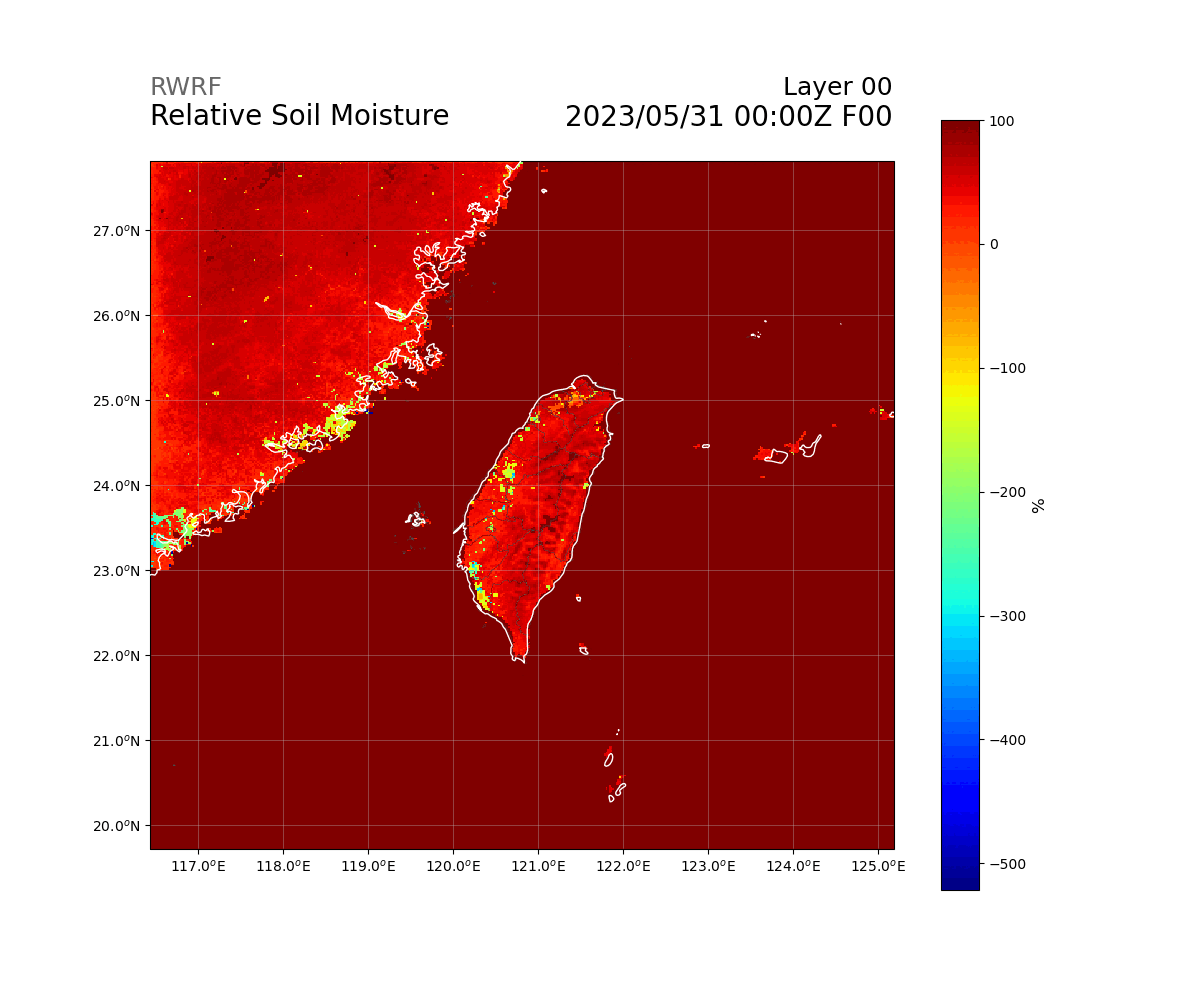 RWRF
Layer 00
Relative Soil Moisture
2023/05/31 00:00Z F00
100
0
−100
−200
−300
−400
−500
%
27.0°N
26.0°N
25.0°N
24.0°N
23.0°N
22.0°N
21.0°N
20.0°N
117.0°E
118.0°E
119.0°E
120.0°E
121.0°E
122.0°E
123.0°E
124.0°E
125.0°E